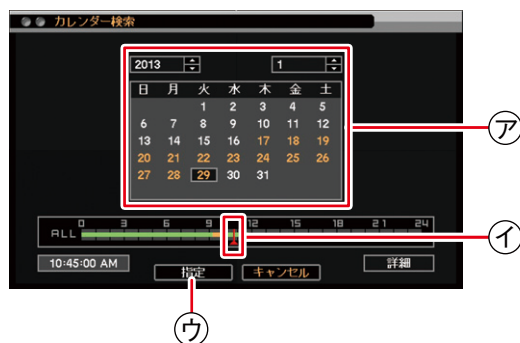 カレンダー検索
2013 1
日 月 火 水 木 金 土
1 2 3 4 5
6 7 8 9 10 11 12
13 14 15 16 17 18 19
20 21 22 23 24 25 26
27 28 29 30 31
ア
0 3 6 9 12 15 18 21 24
ALL
イ
10:45:00 AM 指定 キャンセル 詳細
ウ